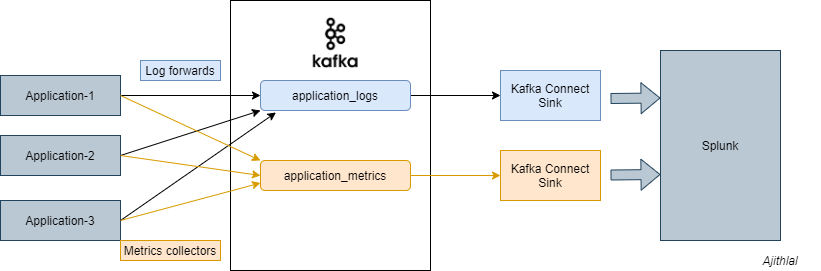 kafka
Log forwards
Application-1
application_logs
Kafka Connect
Sink
Application-2
Splunk
application_metrics
Kafka Connect
Sink
Application-3
Metrics collectors
Ajithlal